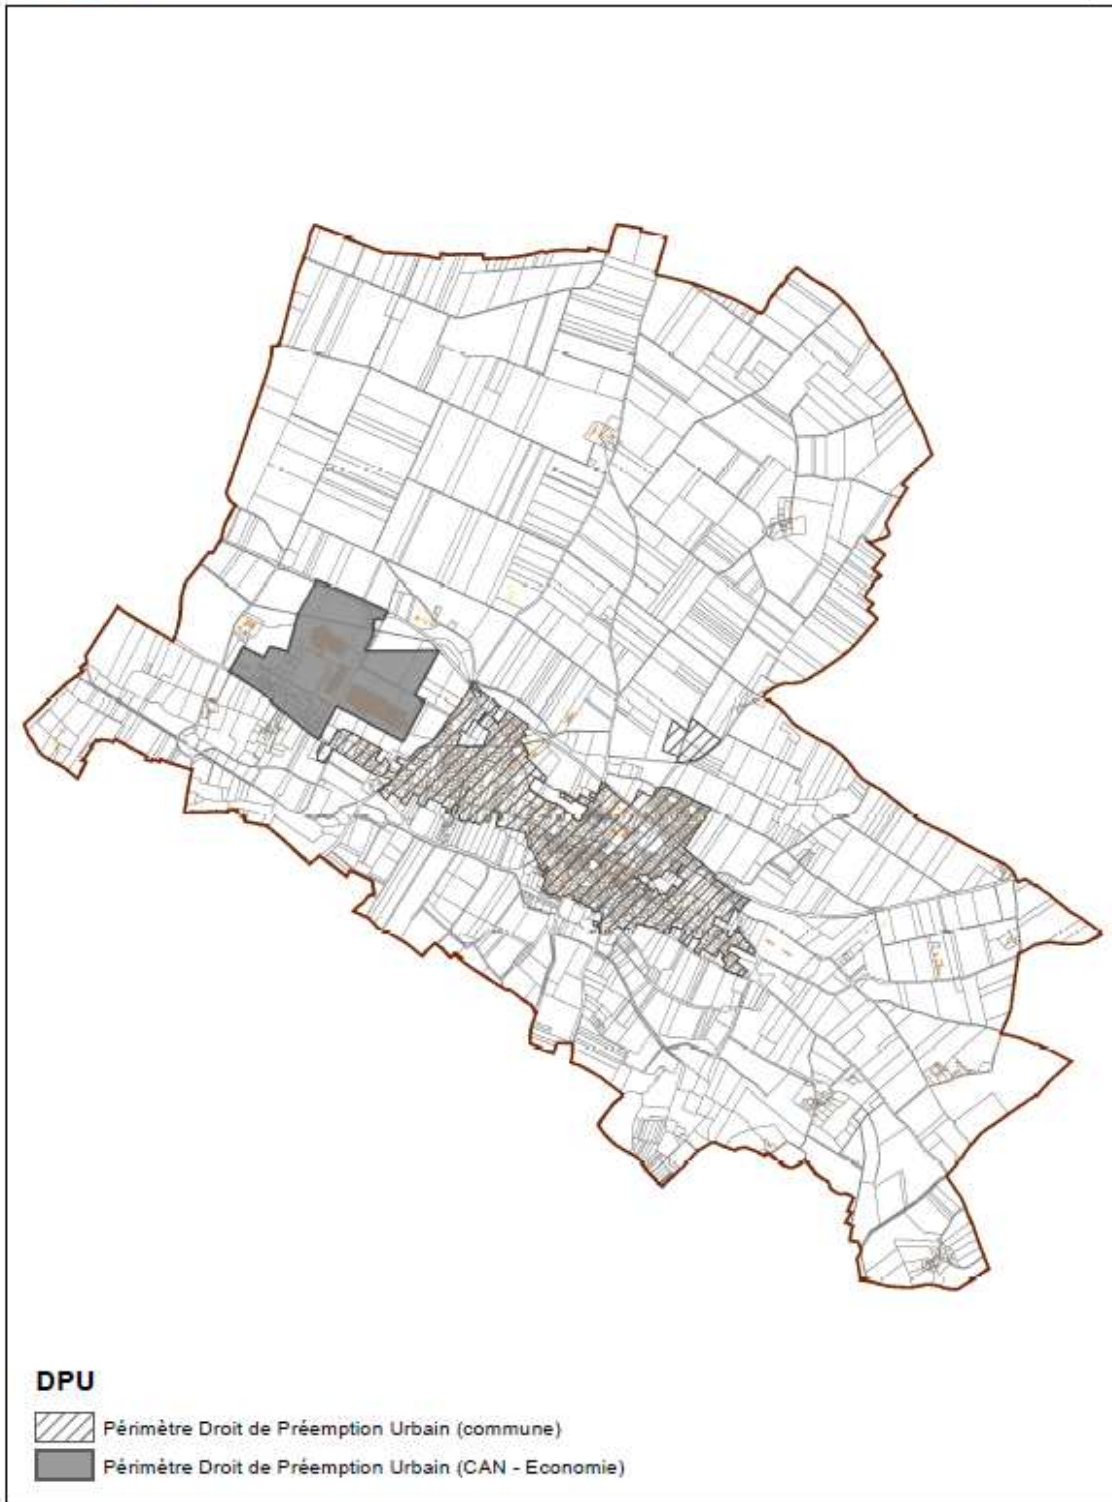 DPU
Périmètre Droit de Préemption Urbain (commune)
Périmètre Droit de Préemption Urbain (CAN - Economie)